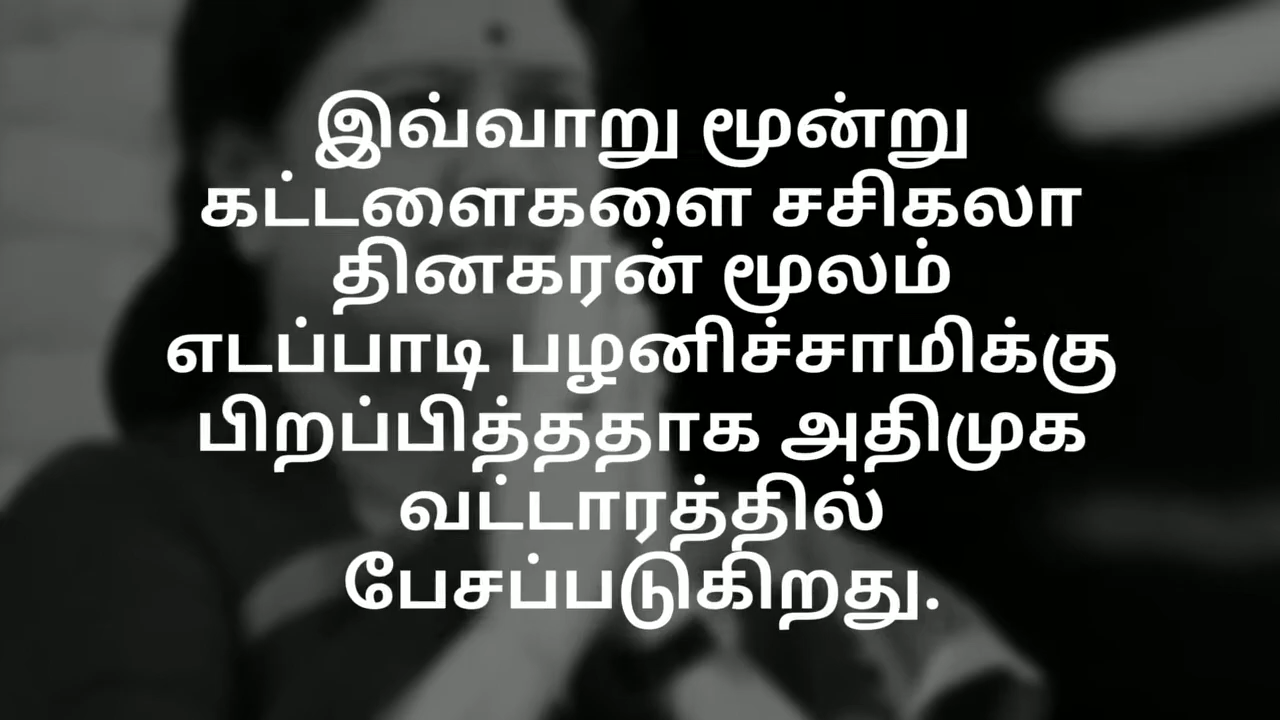 இவ்வாறு மூன்று
கட்டளைகளை சசிகலா
தினகரன் மூலம்
எடப்பாடி பழனிச்சாமிக்கு
பிறப்பித்ததாக அதிமுக
வட்டாரத்தில்
பேசப்படுகிறது.